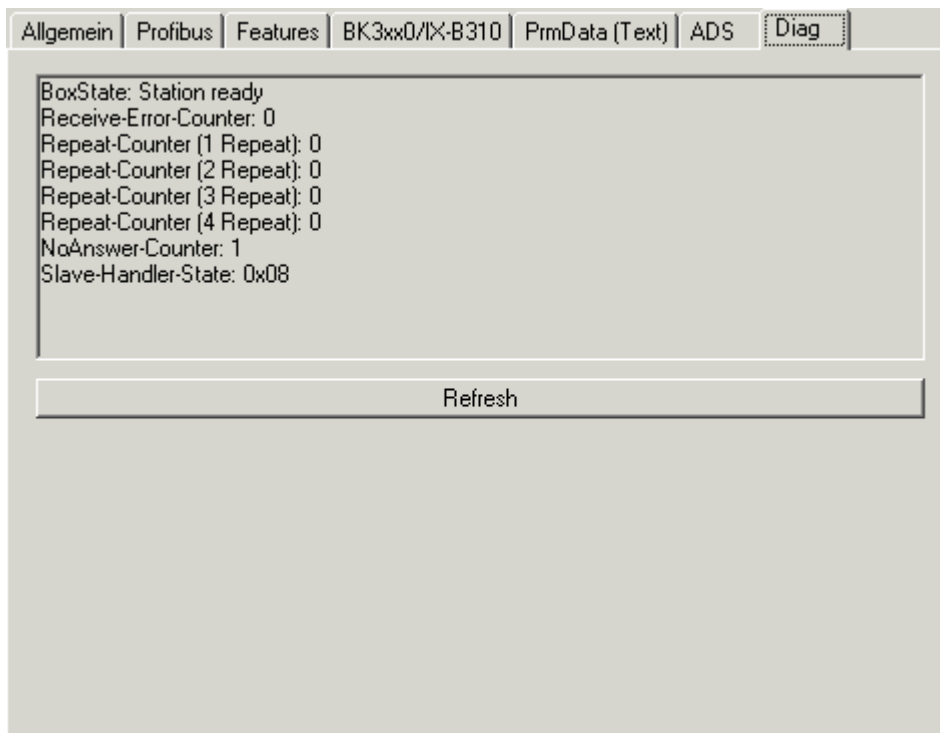 Allgemein Profibus Features BK3xx0/IX-B310 PrmData (Text) ADS Diag
BoxState: Station ready
Receive-Error-Counter: 0
Repeat-Counter (1 Repeat): 0
Repeat-Counter (2 Repeat): 0
Repeat-Counter (3 Repeat): 0
Repeat-Counter (4 Repeat): 0
NoAnswer-Counter: 1
Slave-Handler-State: 0x08
Refresh